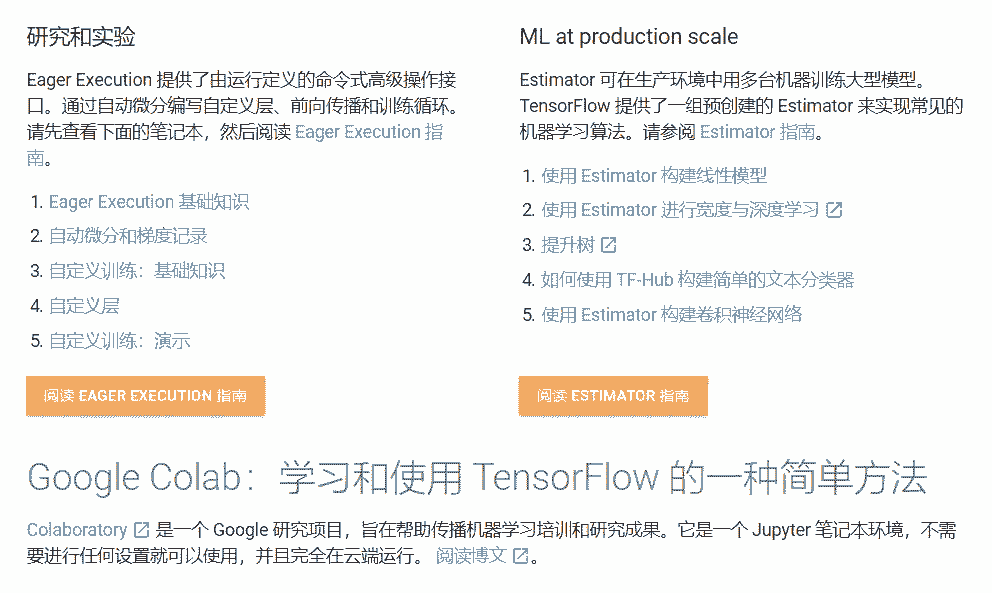 研究和实验
Eager Execution 提供了由运行定义的命令式高级操作接
口。通过自动微分编写自定义层、前向传播和训练循环。
请先查看下面的笔记本，然后阅读 Eager Execution 指
南。
1. Eager Execution 基础知识
2. 自动微分和梯度记录
3. 自定义训练：基础知识
4. 自定义层
5. 自定义训练：演示
阅读 EAGER EXECUTION 指南
ML at production scale
Estimator 可在生产环境中用多台机器训练大型模型。
TensorFlow 提供了一组预创建的 Estimator 来实现常见的
机器学习算法。请参阅 Estimator 指南。
1. 使用 Estimator 构建线性模型
2. 使用 Estimator 进行宽度与深度学习
3. 提升树
4. 如何使用 TF-Hub 构建简单的文本分类器
5. 使用 Estimator 构建卷积神经网络
阅读 ESTIMATOR 指南
Google Colab：学习和使用 TensorFlow 的一种简单方法
Colaboratory 是一个 Google 研究项目，旨在帮助传播机器学习培训和研究成果。它是一个 Jupyter 笔记本环境，不需
要进行任何设置就可以使用，并且完全在云端运行。 阅读博文。